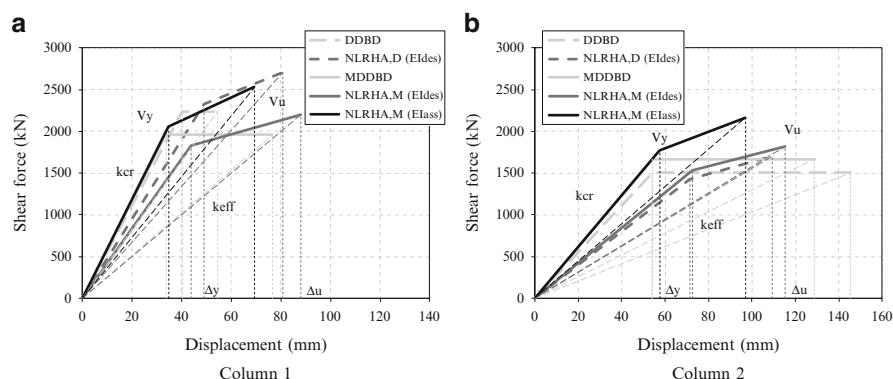 a
3000
2500
2000
1500
1000
500
0
Shear force (kN)
0 20 40 60 80 100 120 140
Displacement (mm)
Column 1
DDBD
NLRHA,D (EIdes)
MDDBD
NLRHA,M (EIdes)
NLRHA,M (EIass)
Vy
Vu
kcr
keff
Δy
Δu
b
3000
2500
2000
1500
1000
500
0
Shear force (kN)
0 20 40 60 80 100 120 140 160
Displacement (mm)
Column 2
DDBD
NLRHA,D (EIdes)
MDDBD
NLRHA,M (EIdes)
NLRHA,M (EIass)
Vy
Vu
kcr
keff
Δy
Δu